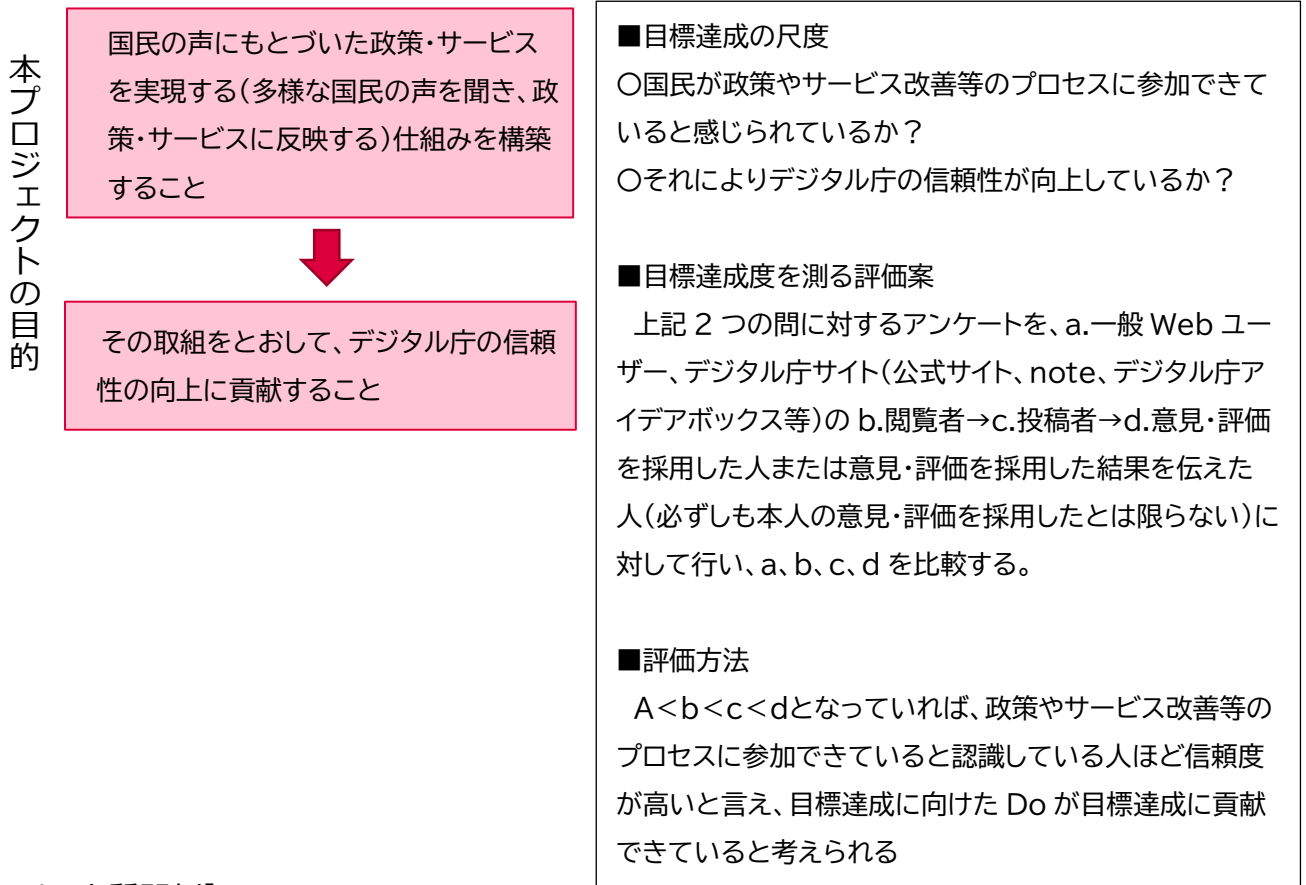 本プロジェクトの目的
国民の声にもとづいた政策・サービス
を実現する(多様な国民の声を聞き、政
策・サービスに反映する)仕組みを構築
すること
その取組をとおして、デジタル庁の信頼
性の向上に貢献すること
■目標達成の尺度
〇国民が政策やサービス改善等のプロセスに参加できて
いると感じられているか?
〇それによりデジタル庁の信頼性が向上しているか?
■目標達成度を測る評価案
上記 2 つの問に対するアンケートを、a.一般 Web ユー
ザー、デジタル庁サイト(公式サイト、note、デジタル庁ア
イデアボックス等)の b.閲覧者→c.投稿者→d.意見・評価
を採用した人または意見・評価を採用した結果を伝えた
人(必ずしも本人の意見・評価を採用したとは限らない)に
対して行い、a、b、c、d を比較する。
■評価方法
A<b<c<dとなっていれば、政策やサービス改善等の
プロセスに参加できていると認識している人ほど信頼度
が高いと言え、目標達成に向けた Do が目標達成に貢献
できていると考えられる